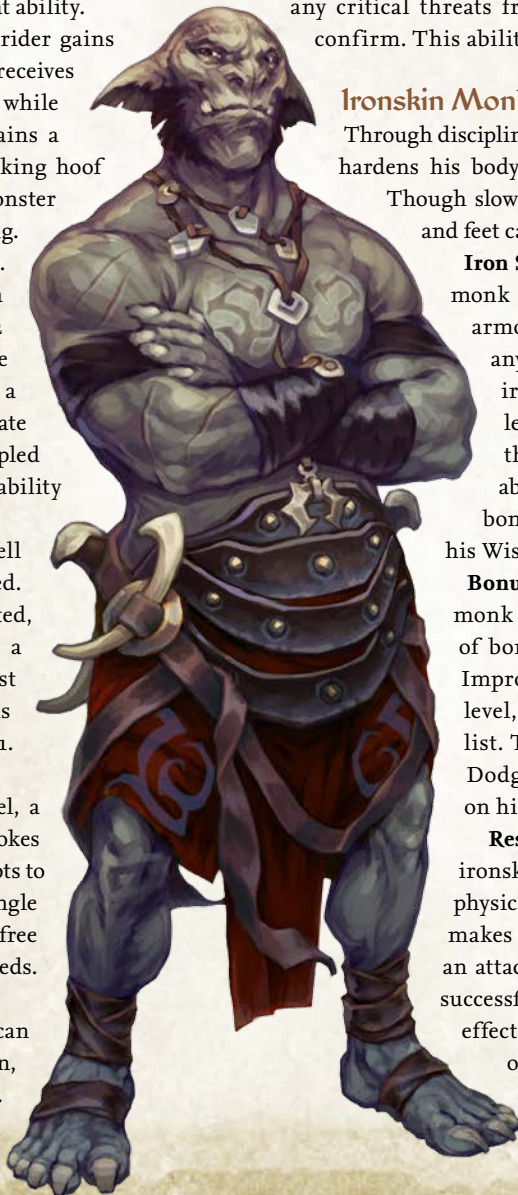 ability.
rider gains
receives
while
ains a
king hoof
onster
g.
.
a
ate
pled
ability
ell
ed.
ted,
a
st
s
1.
el, a
okes
pts to
ngle
free
eeds.
can
n,
.
any critical threats fr
confirm. This abilit
Ironskin Mon
Through disciplin
hardens his body
Though slow
and feet ca
Iron S
monk
armo
any
ir
le
th
ab
bon
his Wis
Bonu
monk
of bon
Impro
level,
list. T
Dodg
on hi
Res
ironsk
physic
makes
an attac
successf
effect
o